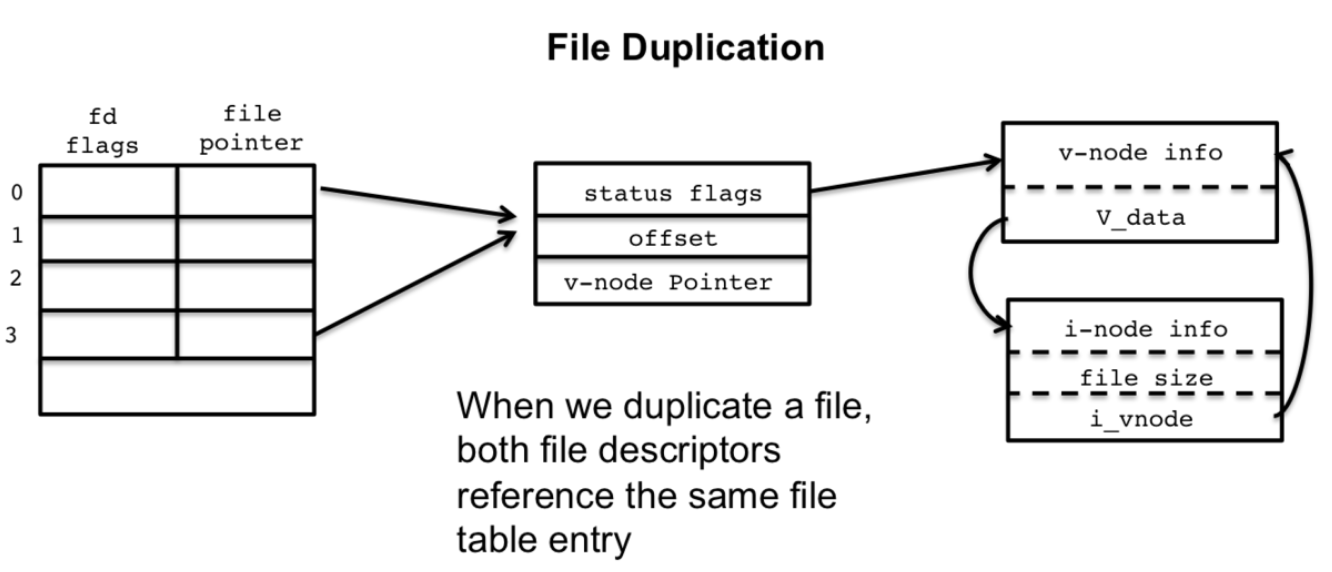 File Duplication
fd
flags
file
pointer
0
1
2
3
status flags
offset
v-node Pointer
v-node info
V_data
i-node info
file size
i_vnode
When we duplicate a file,
both file descriptors
reference the same file
table entry